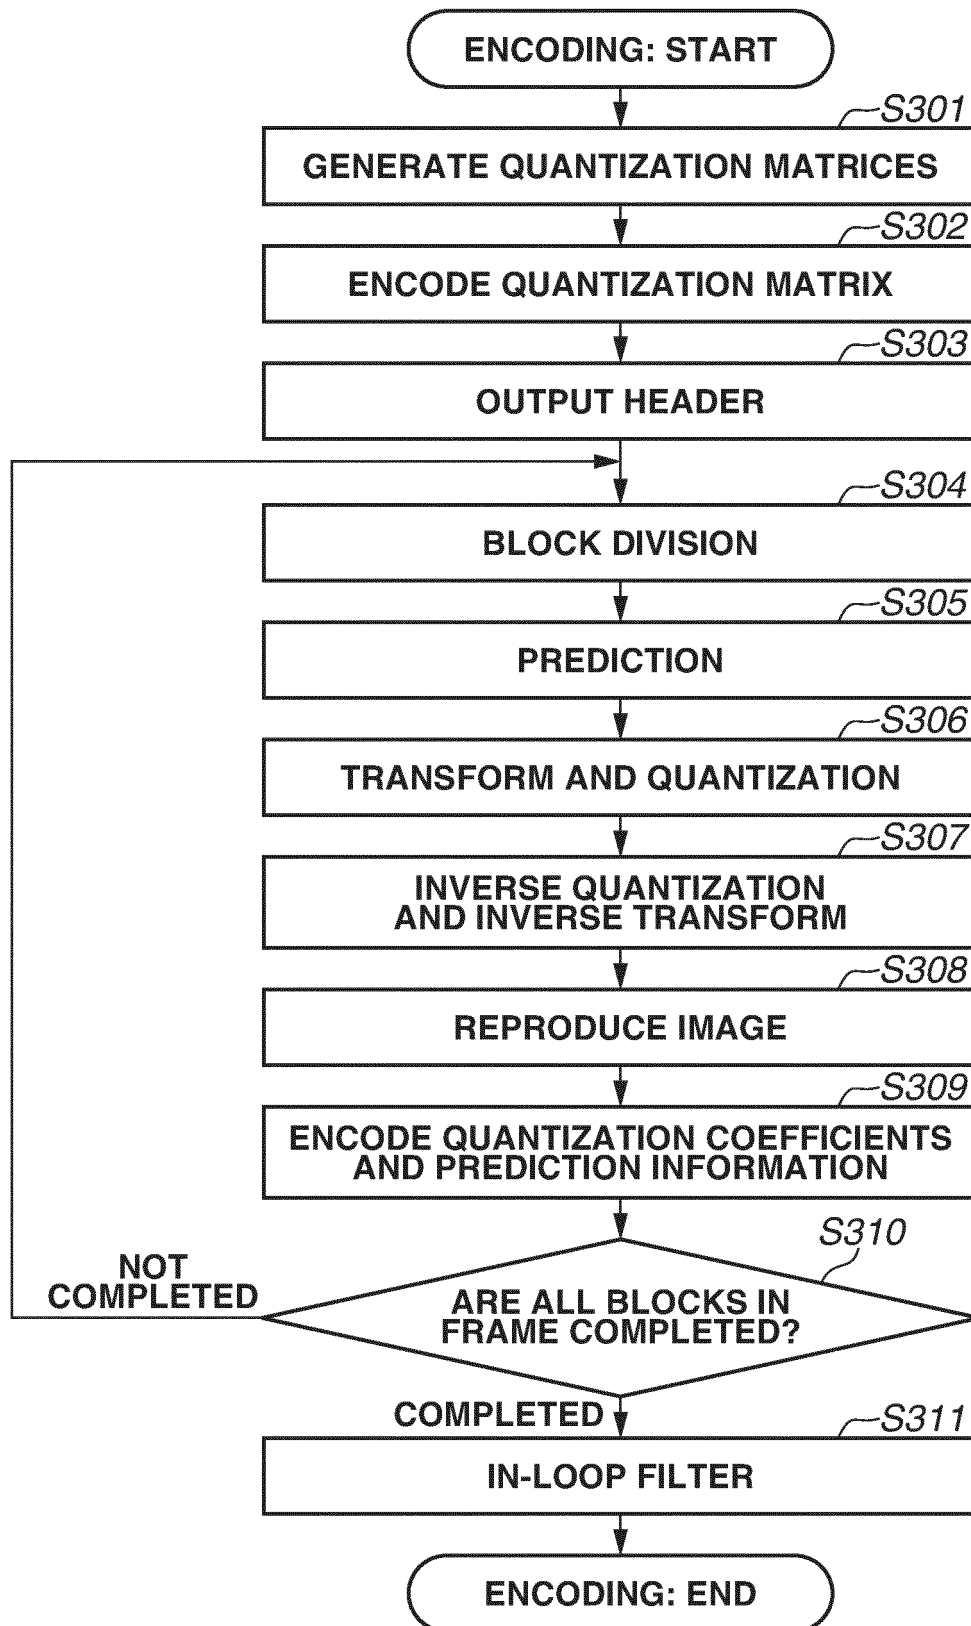 ENCODING: START
S301
GENERATE QUANTIZATION MATRICES
S302
ENCODE QUANTIZATION MATRIX
S303
OUTPUT HEADER
S304
BLOCK DIVISION
S305
PREDICTION
S306
TRANSFORM AND QUANTIZATION
S307
INVERSE QUANTIZATION
AND INVERSE TRANSFORM
S308
REPRODUCE IMAGE
S309
ENCODE QUANTIZATION COEFFICIENTS
AND PREDICTION INFORMATION
S310
NOT
COMPLETED
ARE ALL BLOCKS IN
FRAME COMPLETED?
COMPLETED
S311
IN-LOOP FILTER
ENCODING: END